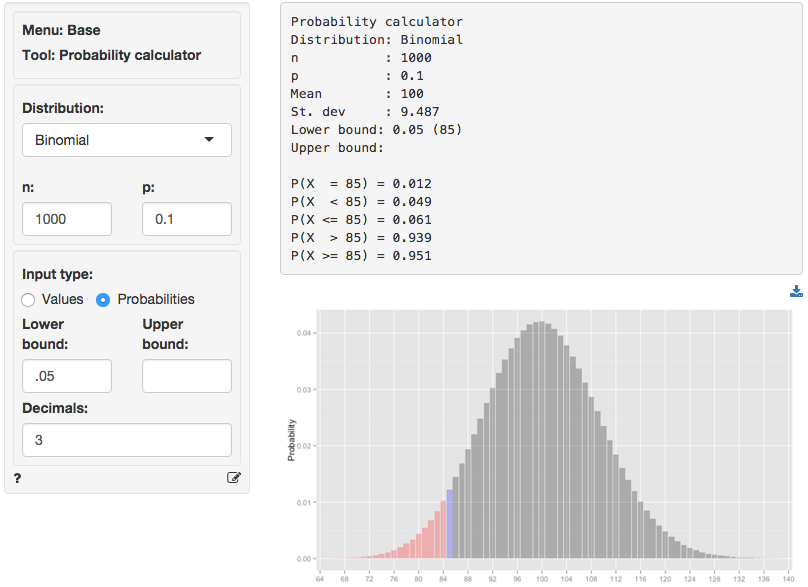 Menu: Base
Tool: Probability calculator
Distribution:
Binomial
n: p:
1000 0.1
Input type:
Values Probabilities
Lower bound: Upper bound:
.05
Decimals:
3
?
Probability calculator
Distribution: Binomial
n : 1000
p : 0.1
Mean : 100
St. dev : 9.487
Lower bound: 0.05 (85)
Upper bound:
P(X = 85) = 0.012
P(X < 85) = 0.049
P(X <= 85) = 0.061
P(X > 85) = 0.939
P(X >= 85) = 0.951
Probability
0.04
0.03
0.02
0.01
0.00
64 68 72 76 80 84 88 92 96 100 104 108 112 116 120 124 128 132 136 140